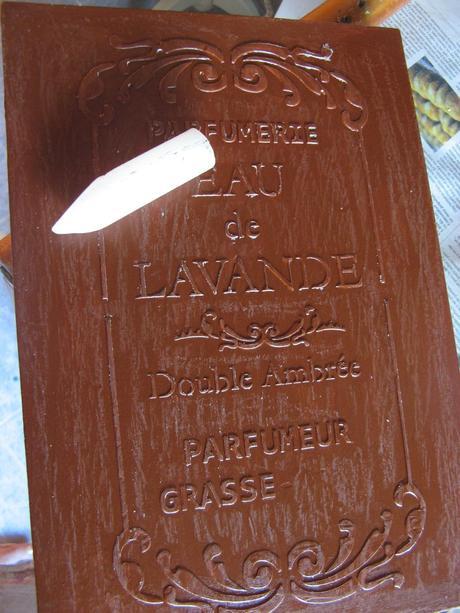 PARFUMERIE
EAU
de
LAVANDE
Double Ambrée
PARFUMEUR
GRASSE-